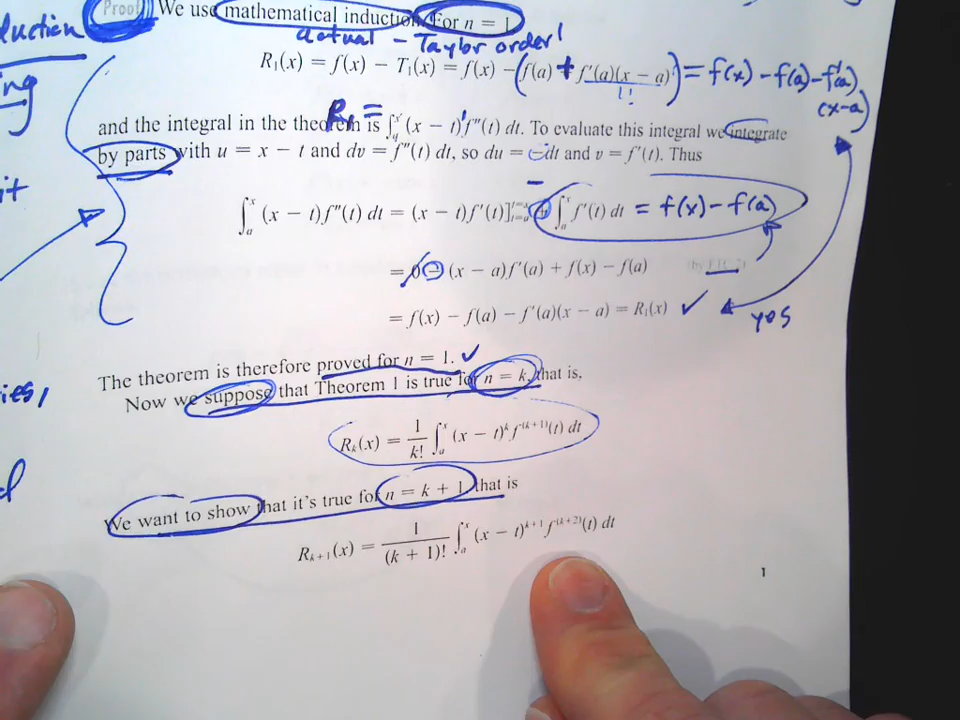 Proof We use mathematical induction. For n = 1
uction
actual - Taylor order!
R₁(x) = f(x) − T₁(x) = f(x) − (f(a) + f′(a)(x − a)/1!) = f(x) − f(a) − f′(a)
(x-a)
ng
R₁ =
and the integral in the theorem is ∫ₐˣ (x − t)¹f″(t) dt. To evaluate this integral we integrate
by parts with u = x − t and dv = f″(t) dt, so du = −dt and v = f′(t). Thus
it
∫ₐˣ (x − t)f″(t) dt = (x − t)f′(t)]ₜ₌ₐᵗ⁼ˣ + ∫ₐˣ f′(t) dt = f(x) − f(a)
= 0 − (x − a)f′(a) + f(x) − f(a)
= f(x) − f(a) − f′(a)(x − a) = R₁(x) ✓
yes
The theorem is therefore proved for n = 1. ✓
Now we suppose that Theorem 1 is true for n = k, that is,
ies,
Rₖ(x) = 1/k! ∫ₐˣ (x − t)ᵏ f⁽ᵏ⁺¹⁾(t) dt
We want to show that it's true for n = k + 1, that is
Rₖ₊₁(x) = 1/(k + 1)! ∫ₐˣ (x − t)ᵏ⁺¹ f⁽ᵏ⁺²⁾(t) dt
1